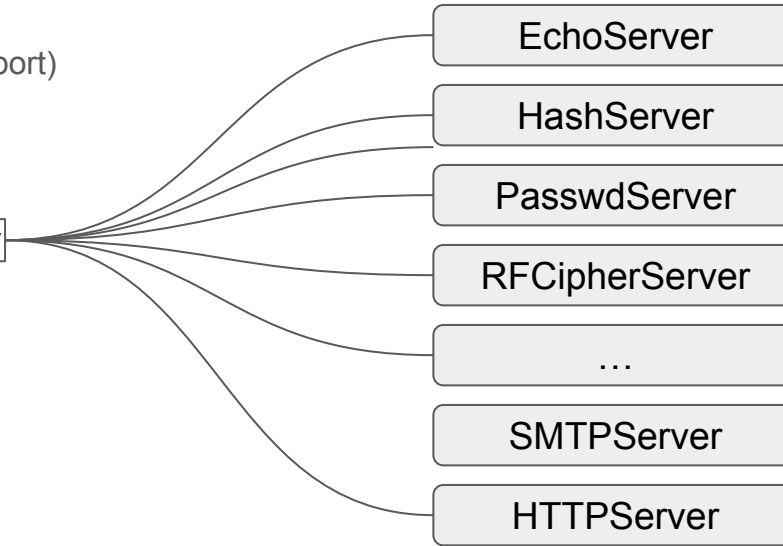 EchoServer
port)
HashServer
PasswdServer
RFCipherServer
…
SMTPServer
HTTPServer